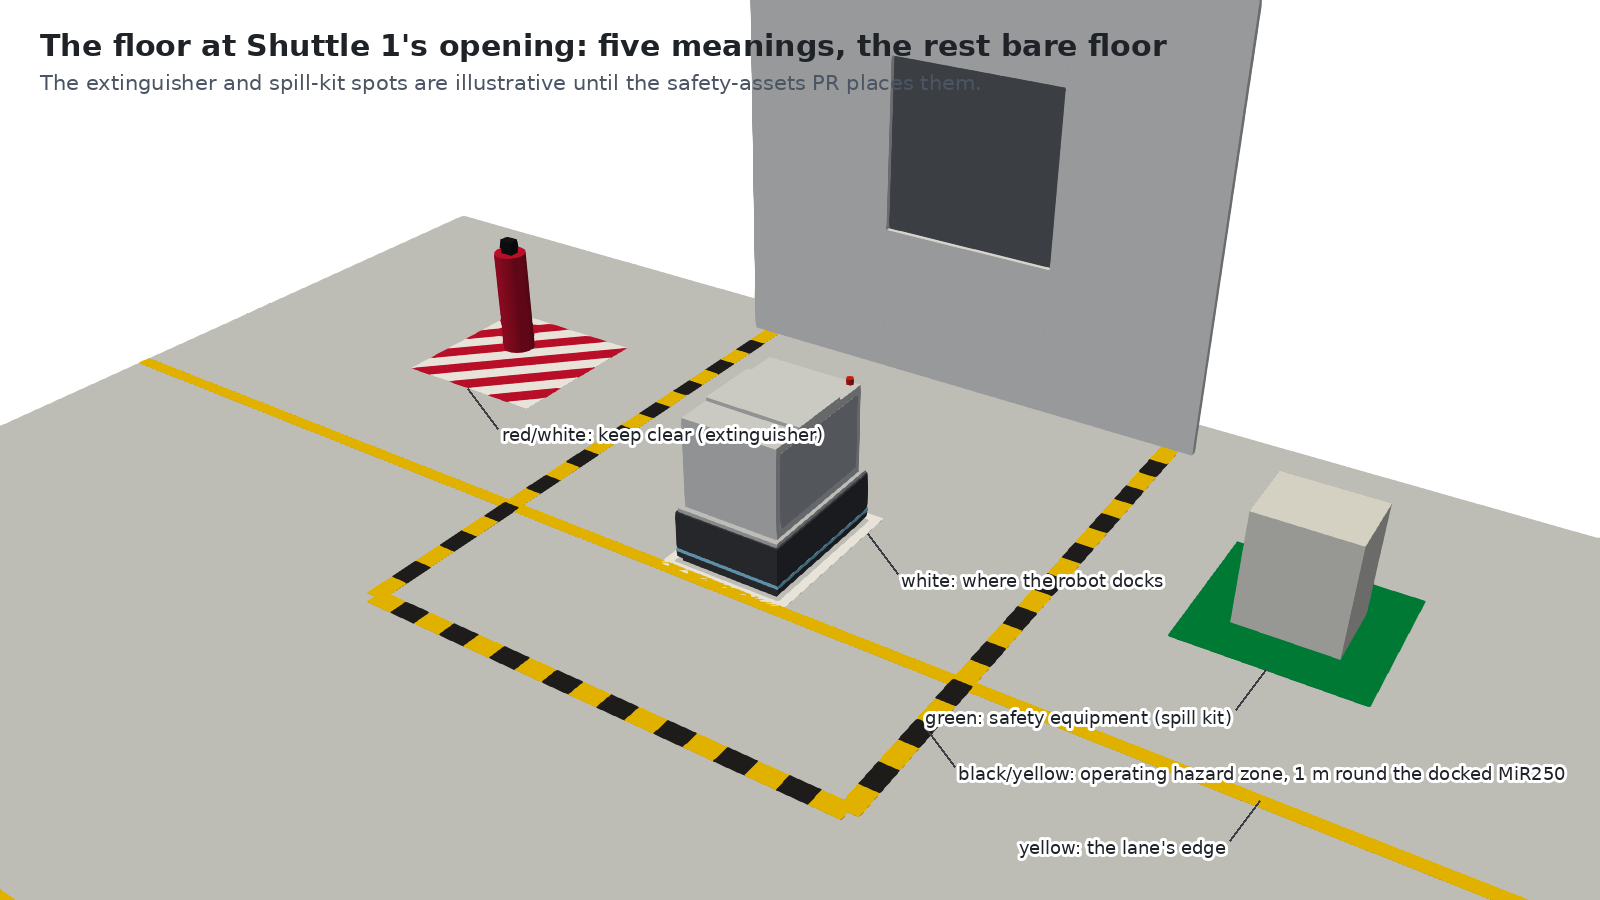 The floor at Shuttle 1's opening: five meanings, the rest bare floor
The extinguisher and spill-kit spots are illustrative until the safety-assets PR places them.
red/white: keep clear (extinguisher)
white: where the robot docks
green: safety equipment (spill kit)
black/yellow: operating hazard zone, 1 m round the docked MiR250
yellow: the lane's edge